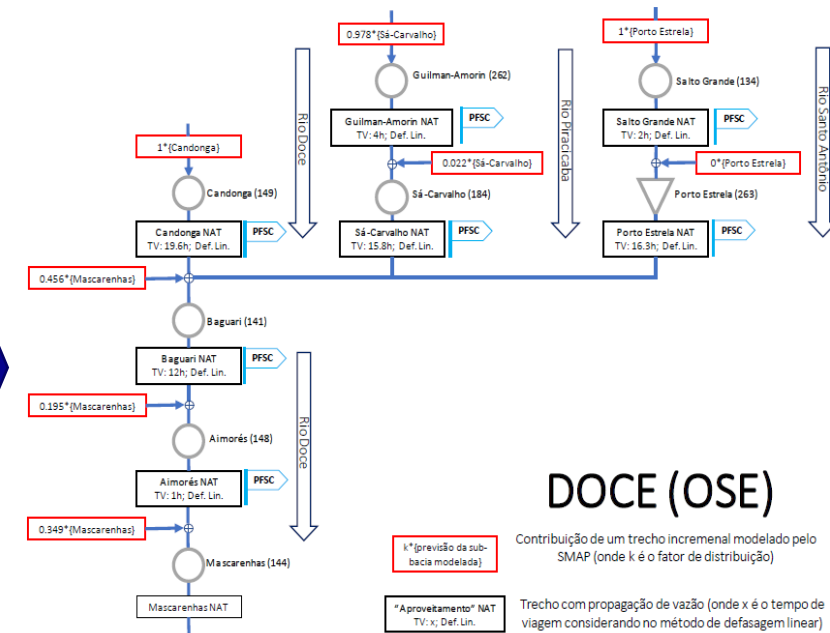 0.978*{Sá-Carvalho}
1*{Porto Estrela}
Guilman-Amorin (262)
Salto Grande (134)
Rio Doce
Rio Piracicaba
Rio Santo Antônio
Guilman-Amorin NAT
TV: 4h; Def. Lin.
PFSC
Salto Grande NAT
TV: 2h; Def. Lin.
PFSC
1*{Candonga}
0.022*{Sá-Carvalho}
0*{Porto Estrela}
Candonga (149)
Sá-Carvalho (184)
Porto Estrela (263)
Candonga NAT
TV: 19.6h; Def. Lin.
PFSC
Sá-Carvalho NAT
TV: 15.8h; Def. Lin.
PFSC
Porto Estrela NAT
TV: 16.3h; Def. Lin.
PFSC
0.456*{Mascarenhas}
Baguari (141)
Baguari NAT
TV: 12h; Def. Lin.
PFSC
Rio Doce
0.195*{Mascarenhas}
Aimorés (148)
Aimorés NAT
TV: 1h; Def. Lin.
PFSC
0.349*{Mascarenhas}
Mascarenhas (144)
Mascarenhas NAT
DOCE (OSE)
k*{previsão da sub-
bacia modelada}
Contribuição de um trecho incremenal modelado pelo
SMAP (onde k é o fator de distribuição)
"Aproveitamento" NAT
TV: x; Def. Lin.
Trecho com propagação de vazão (onde x é o tempo de
viagem considerando no método de defasagem linear)